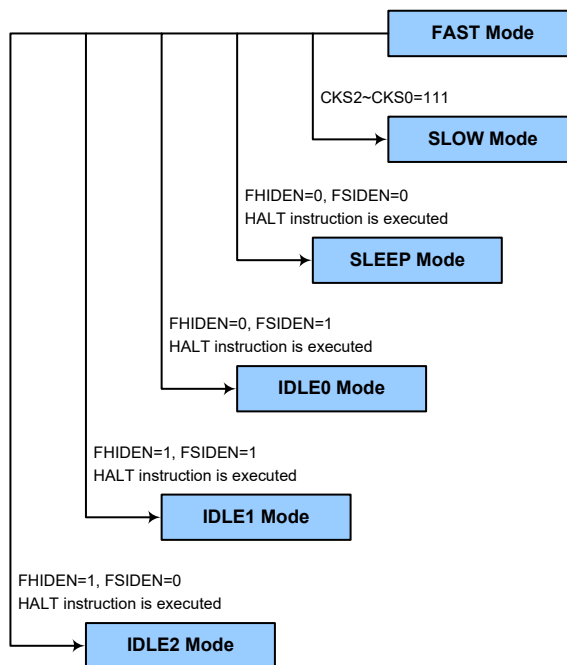 FAST Mode
CKS2~CKS0=111
SLOW Mode
FHIDEN=0, FSIDEN=0
HALT instruction is executed
SLEEP Mode
FHIDEN=0, FSIDEN=1
HALT instruction is executed
IDLE0 Mode
FHIDEN=1, FSIDEN=1
HALT instruction is executed
IDLE1 Mode
FHIDEN=1, FSIDEN=0
HALT instruction is executed
IDLE2 Mode